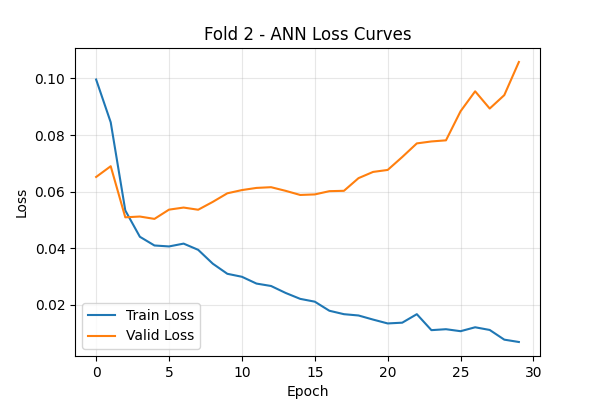 Fold 2 - ANN Loss Curves
Loss
0.10
0.08
0.06
0.04
0.02
Train Loss
Valid Loss
0 5 10 15 20 25 30
Epoch